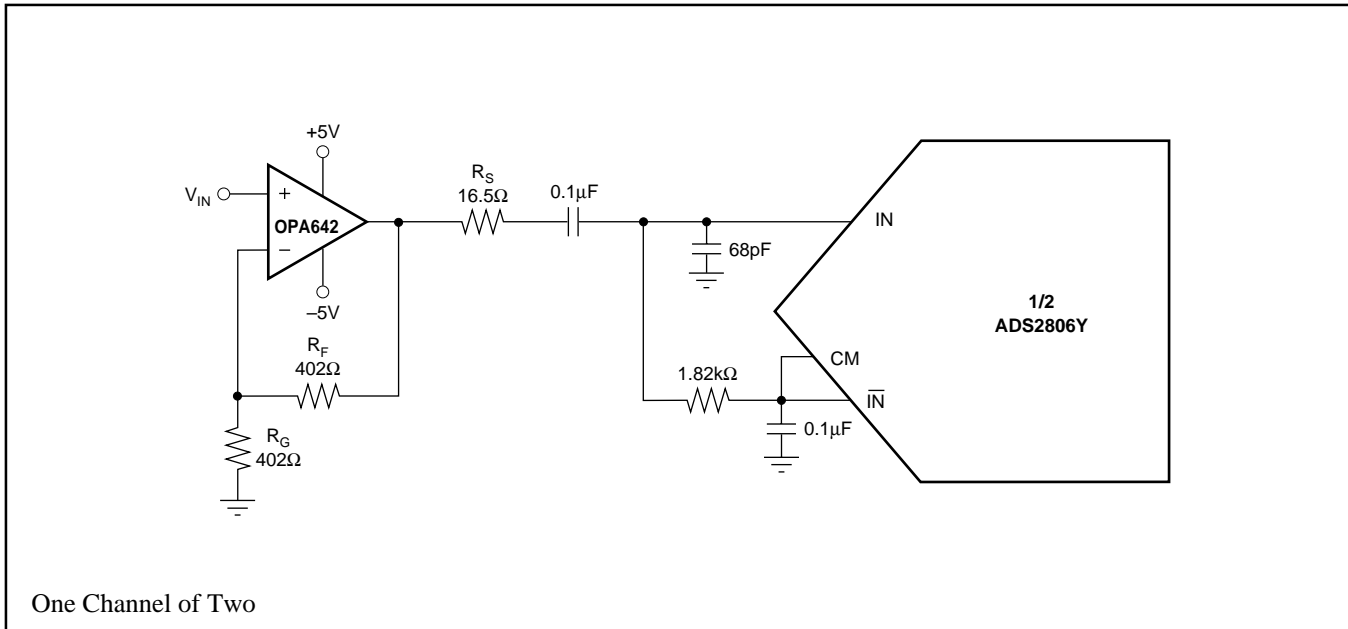 +5V
V_IN
+
OPA642
−
–5V
R_S
16.5Ω
0.1μF
68pF
IN
1/2
ADS2806Y
CM
1.82kΩ
I̅N̅
0.1μF
R_F
402Ω
R_G
402Ω
One Channel of Two